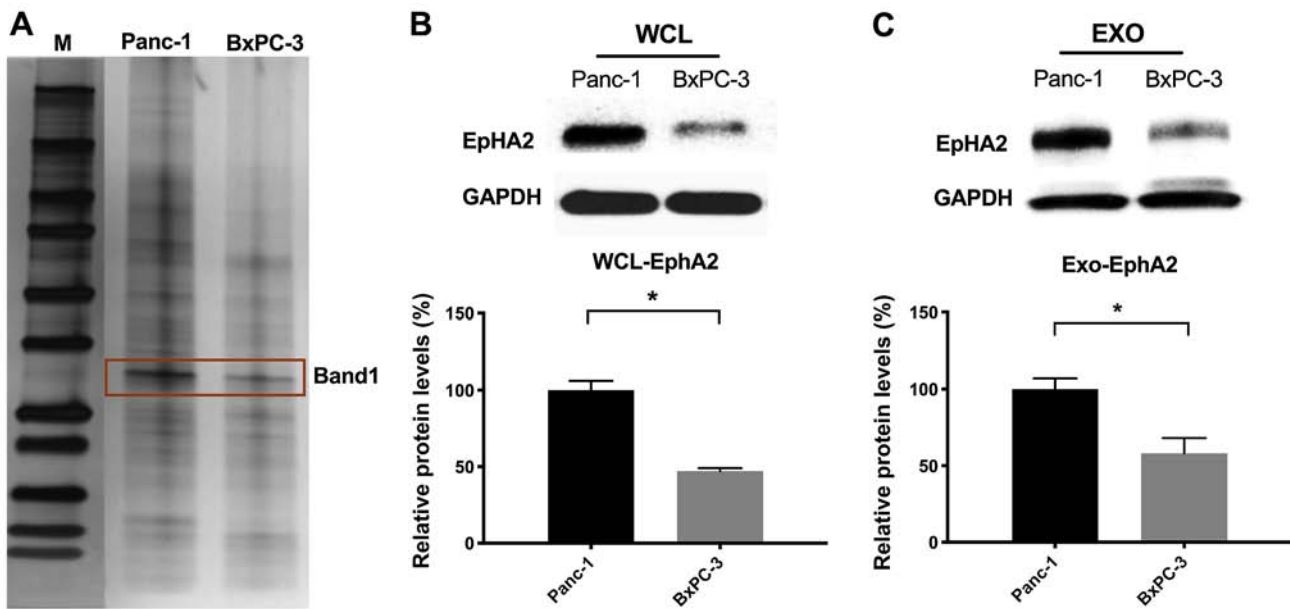 A
M Panc-1 BxPC-3
Band1
B
WCL
Panc-1 BxPC-3
EpHA2
GAPDH
WCL-EphA2
*
Relative protein levels (%)
150
100
50
0
Panc-1 BxPC-3
C
EXO
Panc-1 BxPC-3
EpHA2
GAPDH
Exo-EphA2
*
Relative protein levels (%)
150
100
50
0
Panc-1 BxPC-3